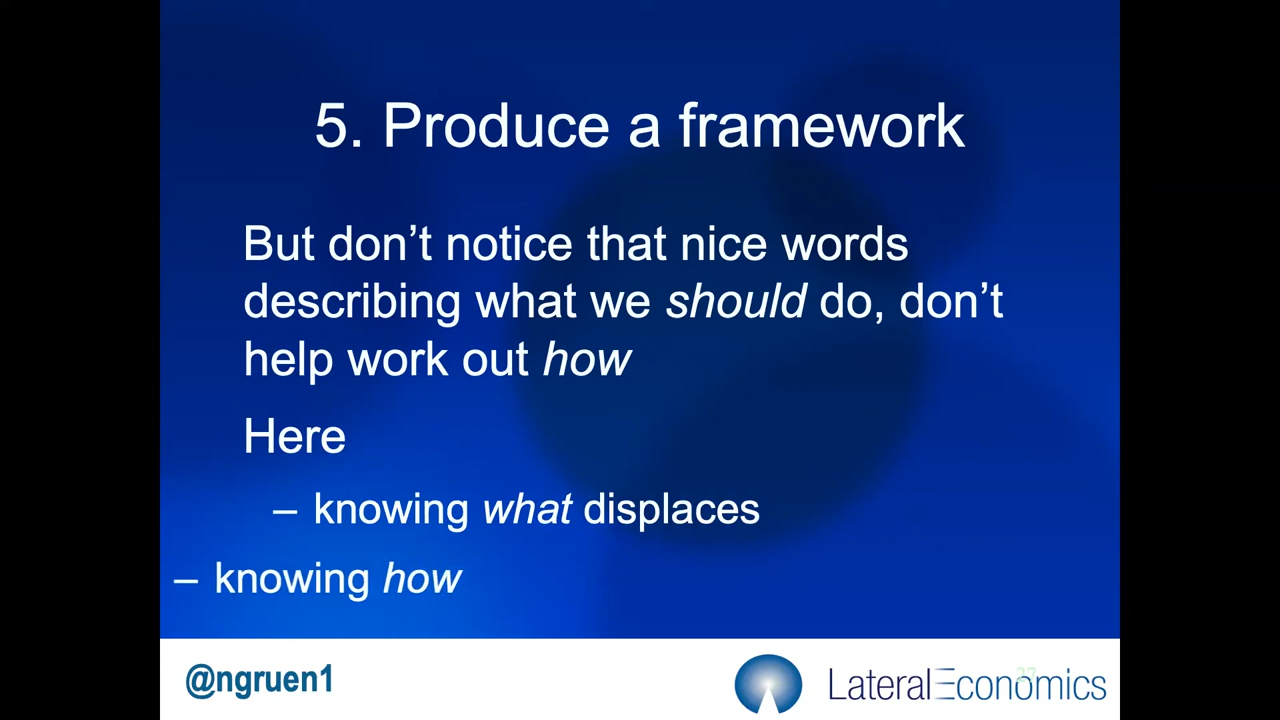 5. Produce a framework
But don’t notice that nice words
describing what we should do, don’t
help work out how
Here
– knowing what displaces
– knowing how
@ngruen1
LateralEconomics
27